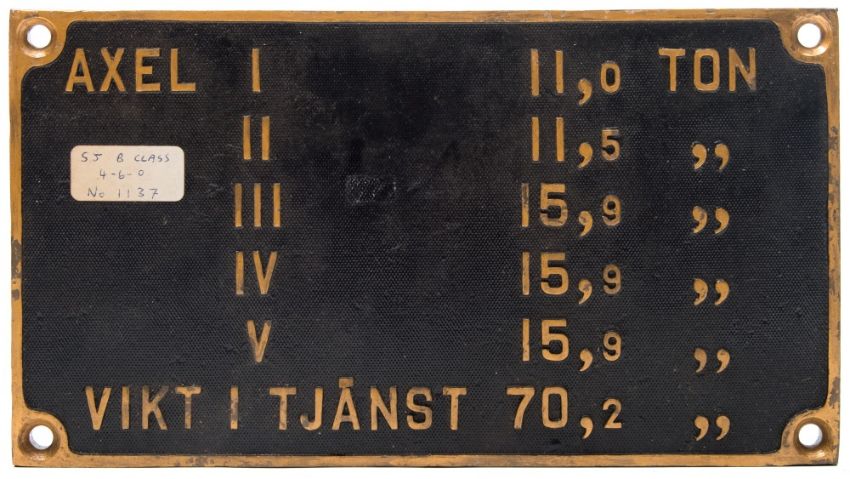 AXEL I 11,0 TON
II 11,5 ,,
SJ B CLASS
4-6-0
No 1137
III 15,9 ,,
IV 15,9 ,,
V 15,9 ,,
VIKT I TJÄNST 70,2 ,,